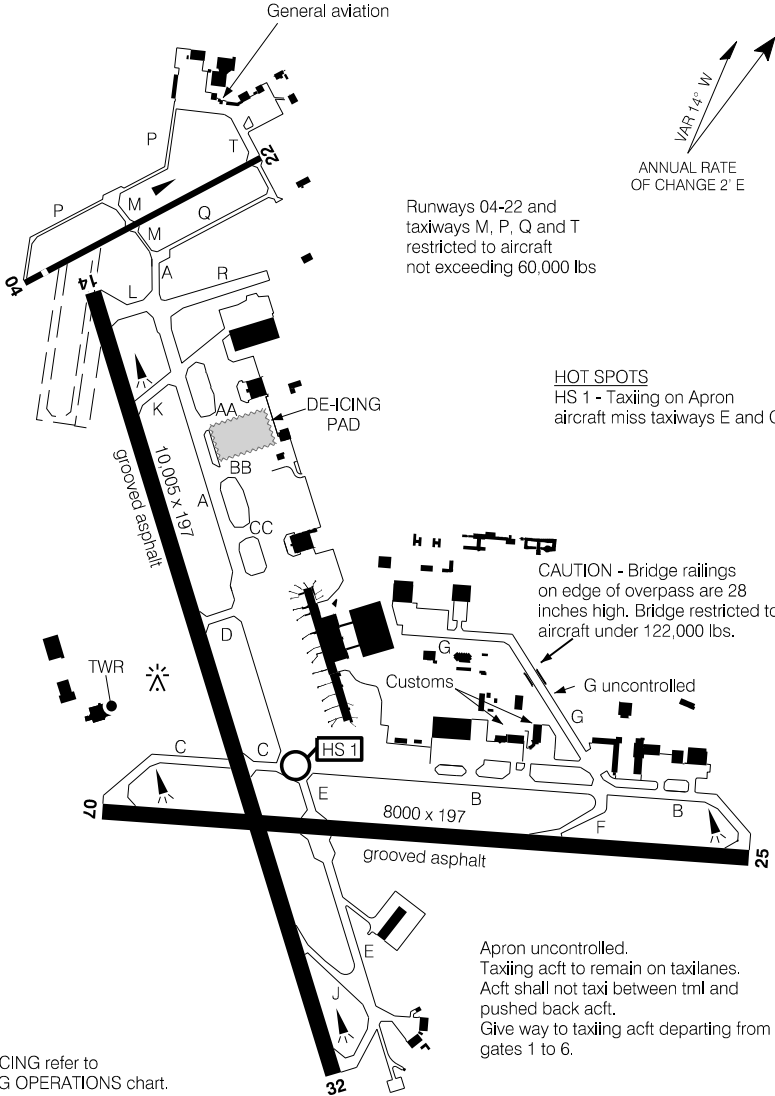 General aviation
VAR 14° W
ANNUAL RATE
OF CHANGE 2' E
P
T
22
P
M
M
Q
Runways 04-22 and
taxiways M, P, Q and T
restricted to aircraft
not exceeding 60,000 lbs
04
14
L
A
R
HOT SPOTS
HS 1 - Taxiing on Apron
aircraft miss taxiways E and C
K
AA
DE-ICING
PAD
BB
10,005 x 197
grooved asphalt
A
CC
CAUTION - Bridge railings
on edge of overpass are 28
inches high. Bridge restricted to
aircraft under 122,000 lbs.
D
G
TWR
Customs
G uncontrolled
G
C
C
HS 1
E
B
B
07
8000 x 197
F
grooved asphalt
25
E
Apron uncontrolled.
Taxiing acft to remain on taxilanes.
Acft shall not taxi between tml and
pushed back acft.
Give way to taxiing acft departing from
gates 1 to 6.
J
CING refer to
G OPERATIONS chart.
32